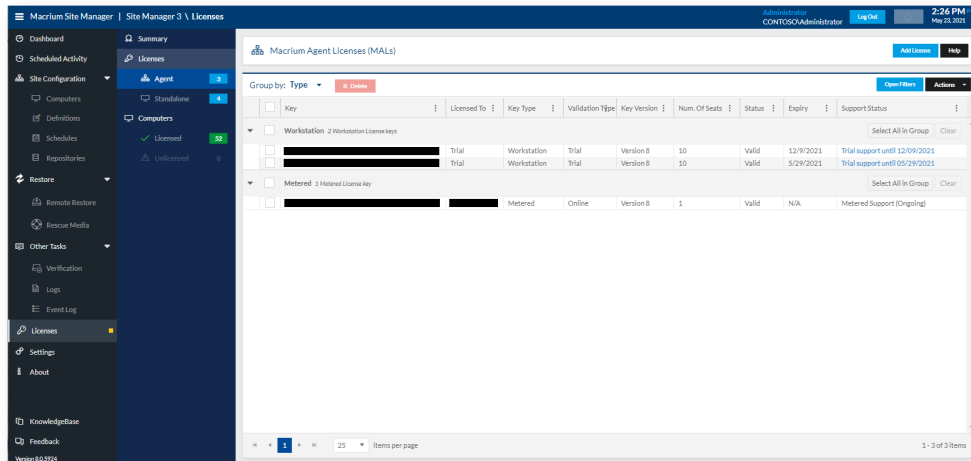 Macrium Site Manager | Site Manager 3 \ Licenses
Administrator
CONTOSO\Administrator
Log Out
2:26 PM
May 23, 2021
Dashboard
Scheduled Activity
Site Configuration
Computers
Definitions
Schedules
Repositories
Restore
Remote Restore
Rescue Media
Other Tasks
Verification
Logs
Event Log
Licenses
Settings
About
KnowledgeBase
Feedback
Version 8.0.5924
Summary
Licenses
Agent 3
Standalone 4
Computers
Licensed 52
Unlicensed 0
Macrium Agent Licenses (MALs)
Add License Help
Group by: Type Delete
Open Filters Actions
Key Licensed To Key Type Validation Type Key Version Num. Of Seats Status Expiry Support Status
Workstation 2 Workstation License keys Select All in Group Clear
Trial Workstation Trial Version 8 10 Valid 12/9/2021 Trial support until 12/09/2021
Trial Workstation Trial Version 8 10 Valid 5/29/2021 Trial support until 05/29/2021
Metered 1 Metered License key Select All in Group Clear
Metered Online Version 8 1 Valid N/A Metered Support (Ongoing)
1 25 items per page 1 - 3 of 3 items